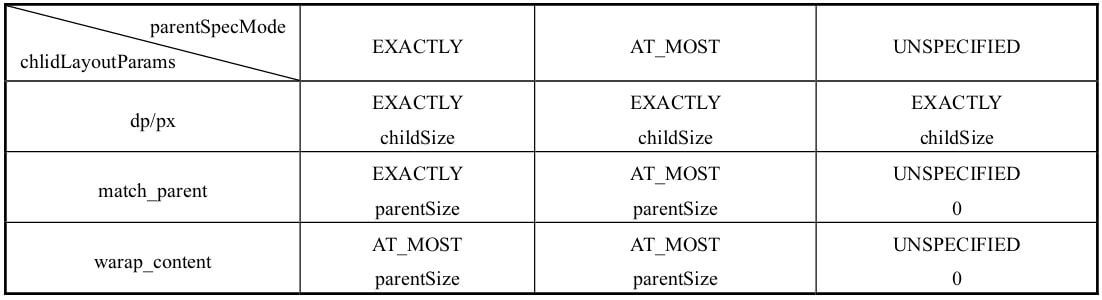 parentSpecMode
chlidLayoutParams
EXACTLY
AT_MOST
UNSPECIFIED
dp/px
EXACTLY
childSize
EXACTLY
childSize
EXACTLY
childSize
match_parent
EXACTLY
parentSize
AT_MOST
parentSize
UNSPECIFIED
0
warap_content
AT_MOST
parentSize
AT_MOST
parentSize
UNSPECIFIED
0